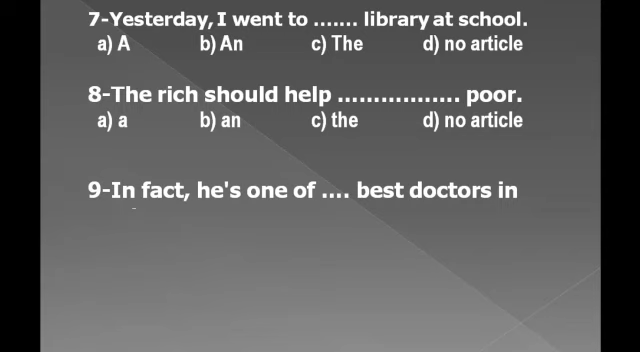 7-Yesterday, I went to ....... library at school.
a) A b) An c) The d) no article
8-The rich should help ................. poor.
a) a b) an c) the d) no article
9-In fact, he's one of .... best doctors in